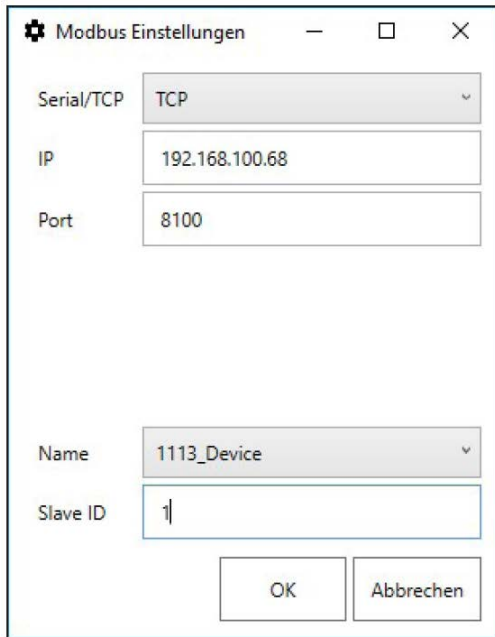 Modbus Einstellungen
Serial/TCP TCP
IP 192.168.100.68
Port 8100
Name 1113_Device
Slave ID 1
OK Abbrechen